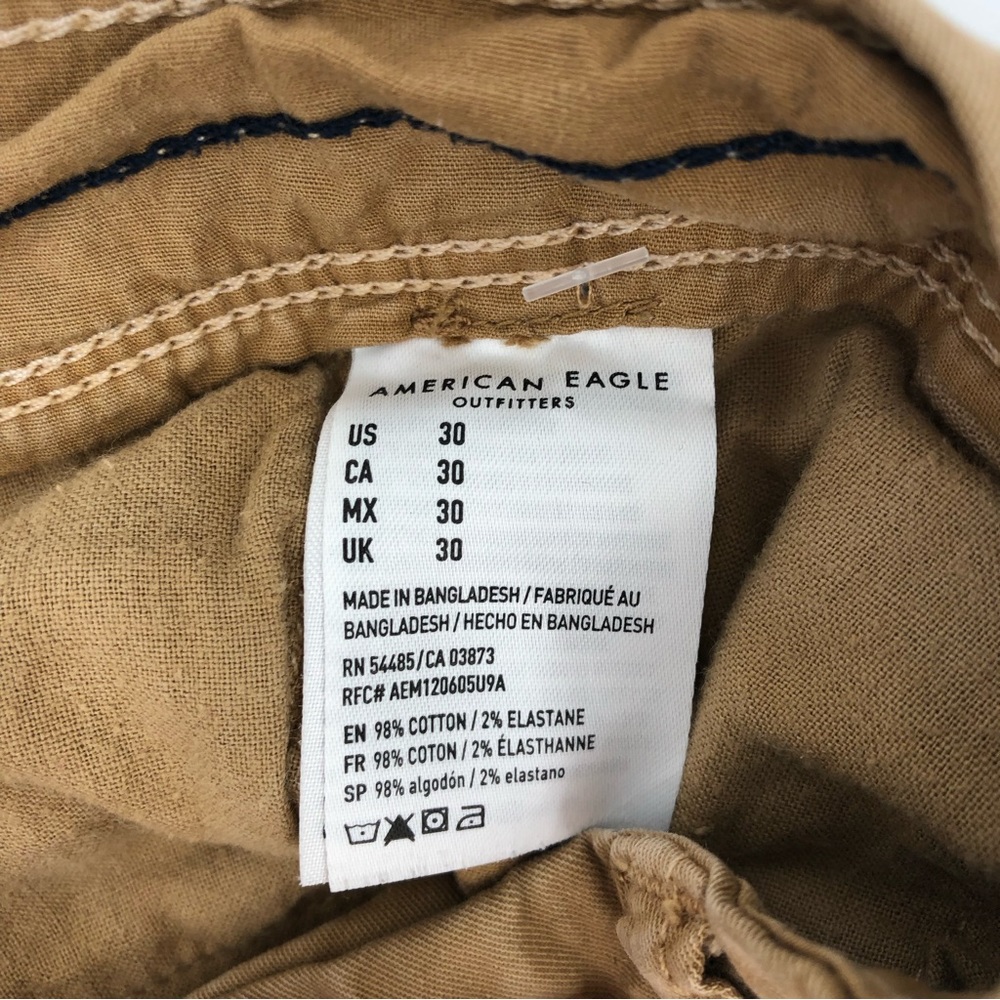 AMERICAN EAGLE
OUTFITTERS
US 30
CA 30
MX 30
UK 30
MADE IN BANGLADESH / FABRIQUÉ AU
BANGLADESH / HECHO EN BANGLADESH
RN 54485/CA 03873
RFC# AEM120605U9A
EN 98% COTTON / 2% ELASTANE
FR 98% COTON / 2% ÉLASTHANNE
SP 98% algodón / 2% elastano